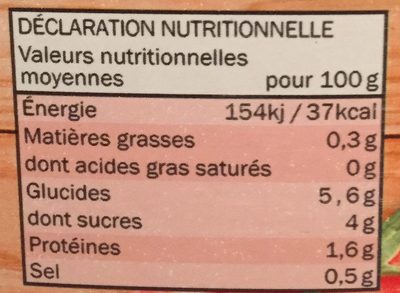 DÉCLARATION NUTRITIONNELLE
Valeurs nutritionnelles
moyennes pour 100 g
Énergie 154kj / 37kcal
Matières grasses 0,3 g
dont acides gras saturés 0 g
Glucides 5,6 g
dont sucres 4 g
Protéines 1,6 g
Sel 0,5 g